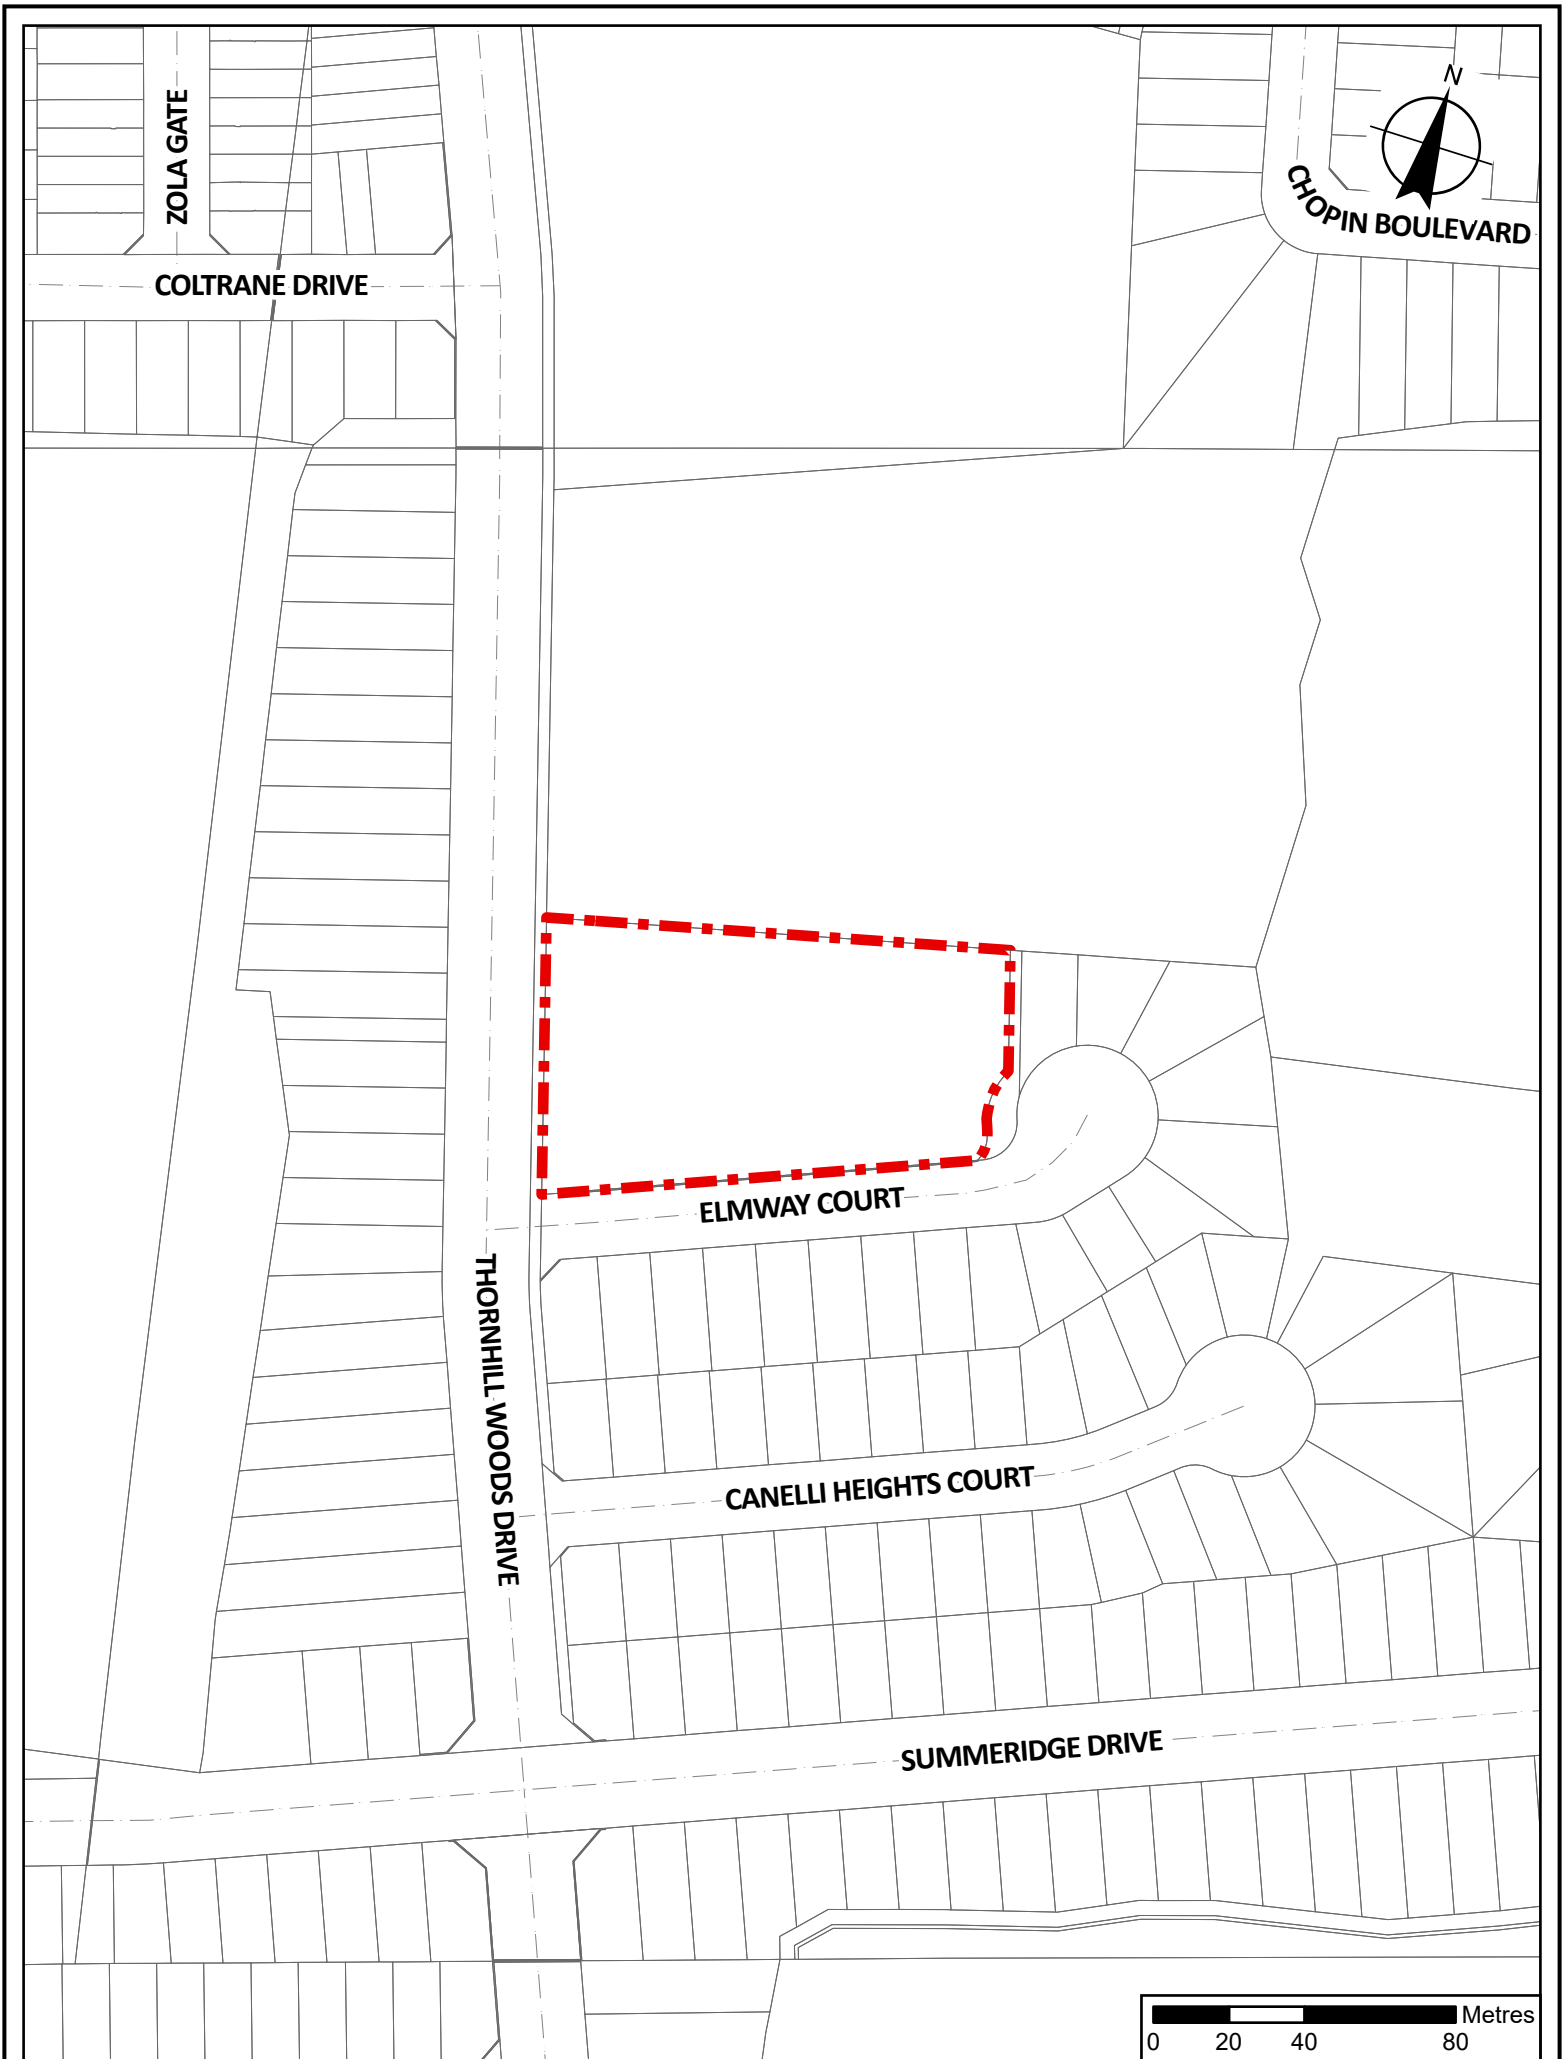 N
ZOLA GATE
CHOPIN BOULEVARD
COLTRANE DRIVE
ELMWAY COURT
THORNHILL WOODS DRIVE
CANELLI HEIGHTS COURT
SUMMERIDGE DRIVE
Metres
0 20 40 80